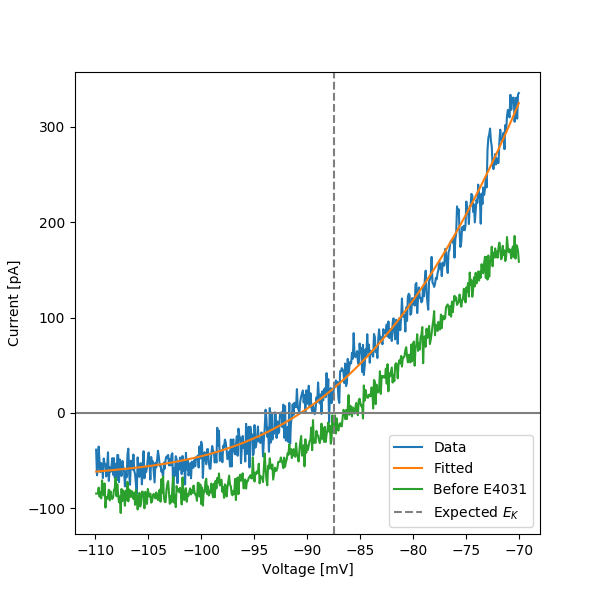 300
200
100
0
−100
Current [pA]
Data
Fitted
Before E4031
Expected E_K
−110 −105 −100 −95 −90 −85 −80 −75 −70
Voltage [mV]